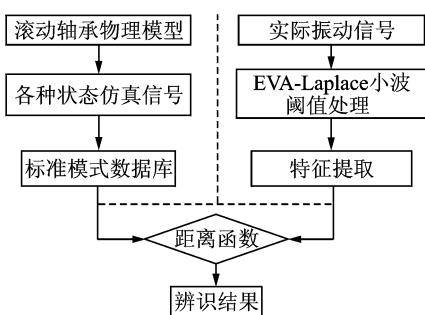 滚动轴承物理模型
各种状态仿真信号
标准模式数据库
实际振动信号
EVA-Laplace小波
阈值处理
特征提取
距离函数
辨识结果